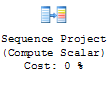 Sequence Project
(Compute Scalar)
Cost: 0 %